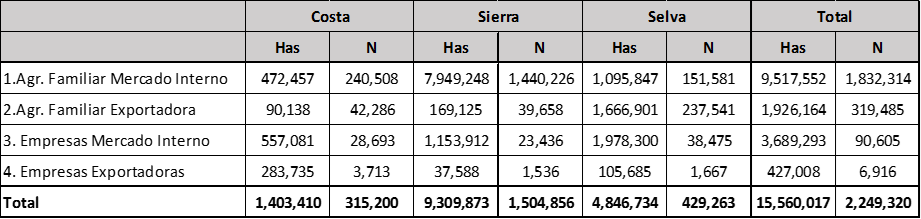 Costa Sierra Selva Total
Has N Has N Has N Has N
1.Agr. Familiar Mercado Interno 472,457 240,508 7,949,248 1,440,226 1,095,847 151,581 9,517,552 1,832,314
2.Agr. Familiar Exportadora 90,138 42,286 169,125 39,658 1,666,901 237,541 1,926,164 319,485
3. Empresas Mercado Interno 557,081 28,693 1,153,912 23,436 1,978,300 38,475 3,689,293 90,605
4. Empresas Exportadoras 283,735 3,713 37,588 1,536 105,685 1,667 427,008 6,916
Total 1,403,410 315,200 9,309,873 1,504,856 4,846,734 429,263 15,560,017 2,249,320